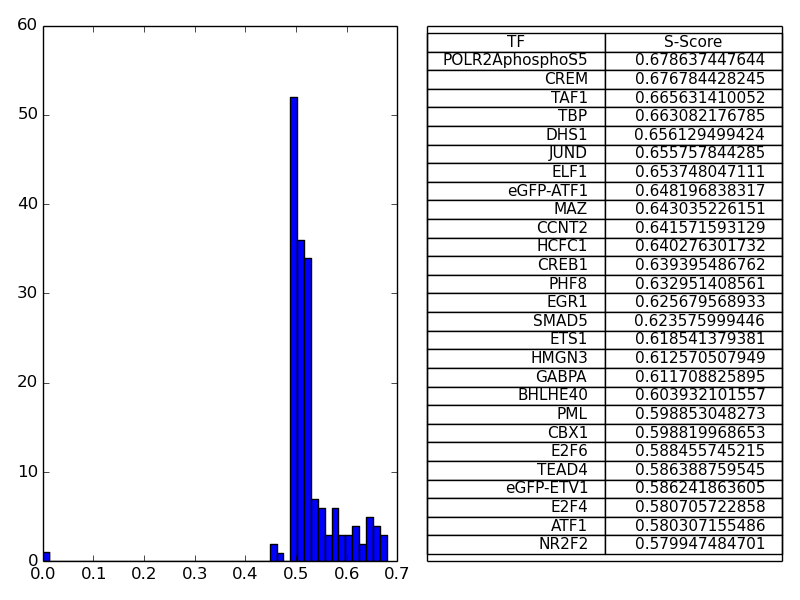 60
50
40
30
20
10
0
0.0 0.1 0.2 0.3 0.4 0.5 0.6 0.7
TF S-Score
POLR2AphosphoS5 0.678637447644
CREM 0.676784428245
TAF1 0.665631410052
TBP 0.663082176785
DHS1 0.656129499424
JUND 0.655757844285
ELF1 0.653748047111
eGFP-ATF1 0.648196838317
MAZ 0.643035226151
CCNT2 0.641571593129
HCFC1 0.640276301732
CREB1 0.639395486762
PHF8 0.632951408561
EGR1 0.625679568933
SMAD5 0.623575999446
ETS1 0.618541379381
HMGN3 0.612570507949
GABPA 0.611708825895
BHLHE40 0.603932101557
PML 0.598853048273
CBX1 0.598819968653
E2F6 0.588455745215
TEAD4 0.586388759545
eGFP-ETV1 0.586241863605
E2F4 0.580705722858
ATF1 0.580307155486
NR2F2 0.579947484701